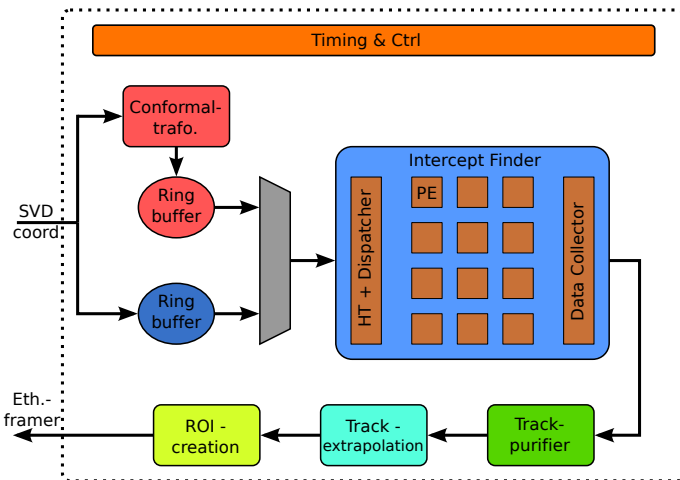 Timing & Ctrl
Conformal-
trafo.
Intercept Finder
Ring
buffer
PE
SVD
coord
HT + Dispatcher
Data Collector
Ring
buffer
Eth.-
framer
ROI -
creation
Track -
extrapolation
Track-
purifier